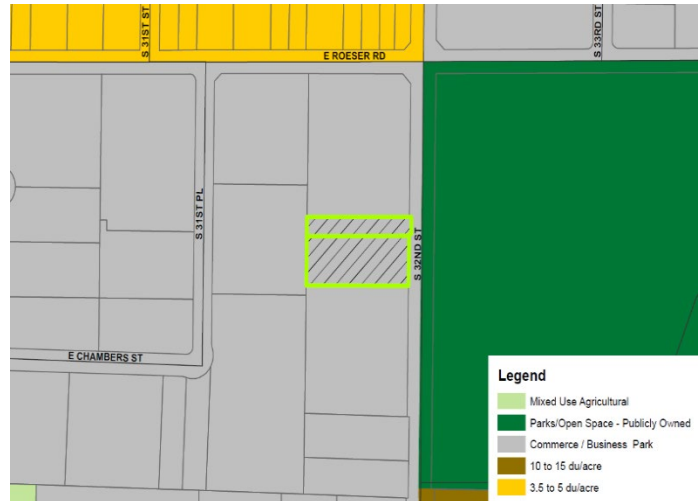 S 31ST ST
E ROESER RD
S 33RD ST
S 31ST PL
S 32ND ST
E CHAMBERS ST
Legend
Mixed Use Agricultural
Parks/Open Space - Publicly Owned
Commerce / Business Park
10 to 15 du/acre
3.5 to 5 du/acre